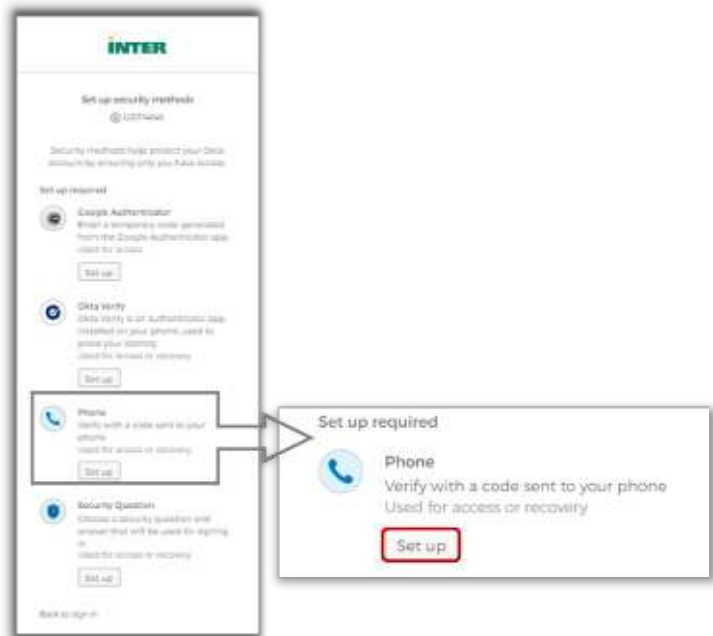 INTER
Set up security methods
Security methods help protect your Okta
account by ensuring only you have access.
Set up required
Google Authenticator
Enter a temporary code generated
from the Google Authenticator app.
Used for access
Set up
Okta Verify
Okta Verify is an authenticator app,
installed on your phone, used to
prove your identity
Used for access or recovery
Set up
Phone
Verify with a code sent to your
phone
Used for access or recovery
Set up
Security Question
Choose a security question and
answer that will be used for signing
in
Used for access or recovery
Set up
Back to sign in
Set up required
Phone
Verify with a code sent to your phone
Used for access or recovery
Set up